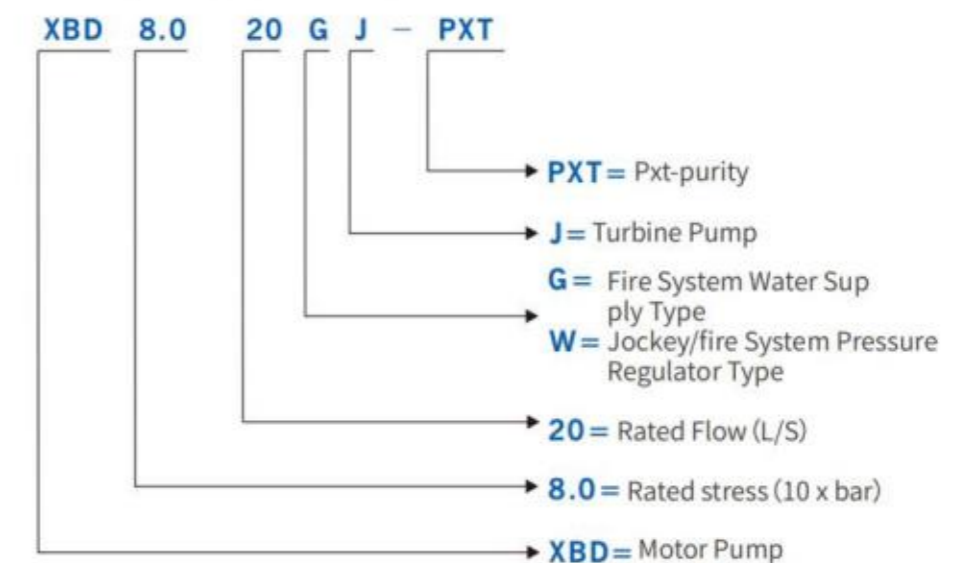 XBD 8.0 20 G J - PXT
PXT= Pxt-purity
J= Turbine Pump
G= Fire System Water Sup
ply Type
W= Jockey/fire System Pressure
Regulator Type
20= Rated Flow (L/S)
8.0= Rated stress (10 x bar)
XBD= Motor Pump